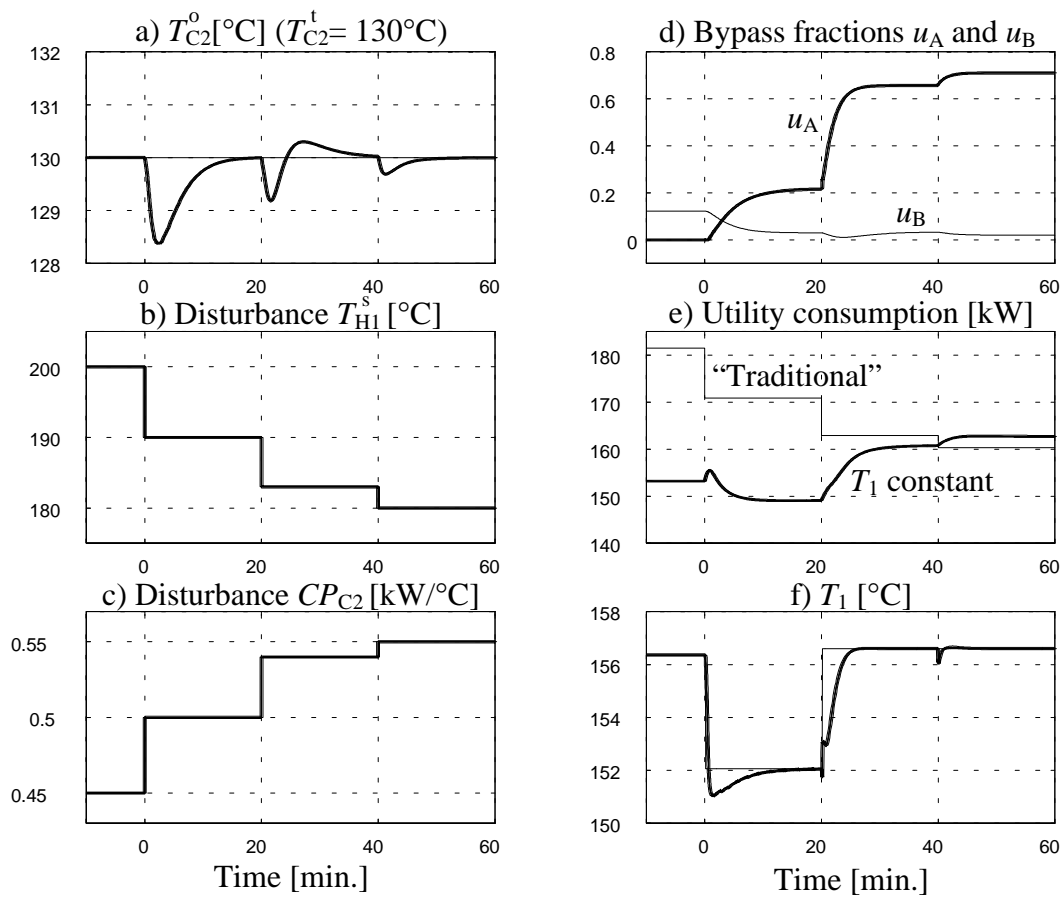 a) T_C2^o[°C] (T_C2^t= 130°C)
132
131
130
129
128
0 20 40 60
b) Disturbance T_H1^s [°C]
200
190
180
0 20 40 60
c) Disturbance CP_C2 [kW/°C]
0.55
0.5
0.45
0 20 40 60
Time [min.]
d) Bypass fractions u_A and u_B
0.8
0.6
u_A
0.4
0.2
u_B
0
0 20 40 60
e) Utility consumption [kW]
180
“Traditional”
170
160
T_1 constant
150
140
0 20 40 60
f) T_1 [°C]
156
154
152
150
0 20 40 60
Time [min.]